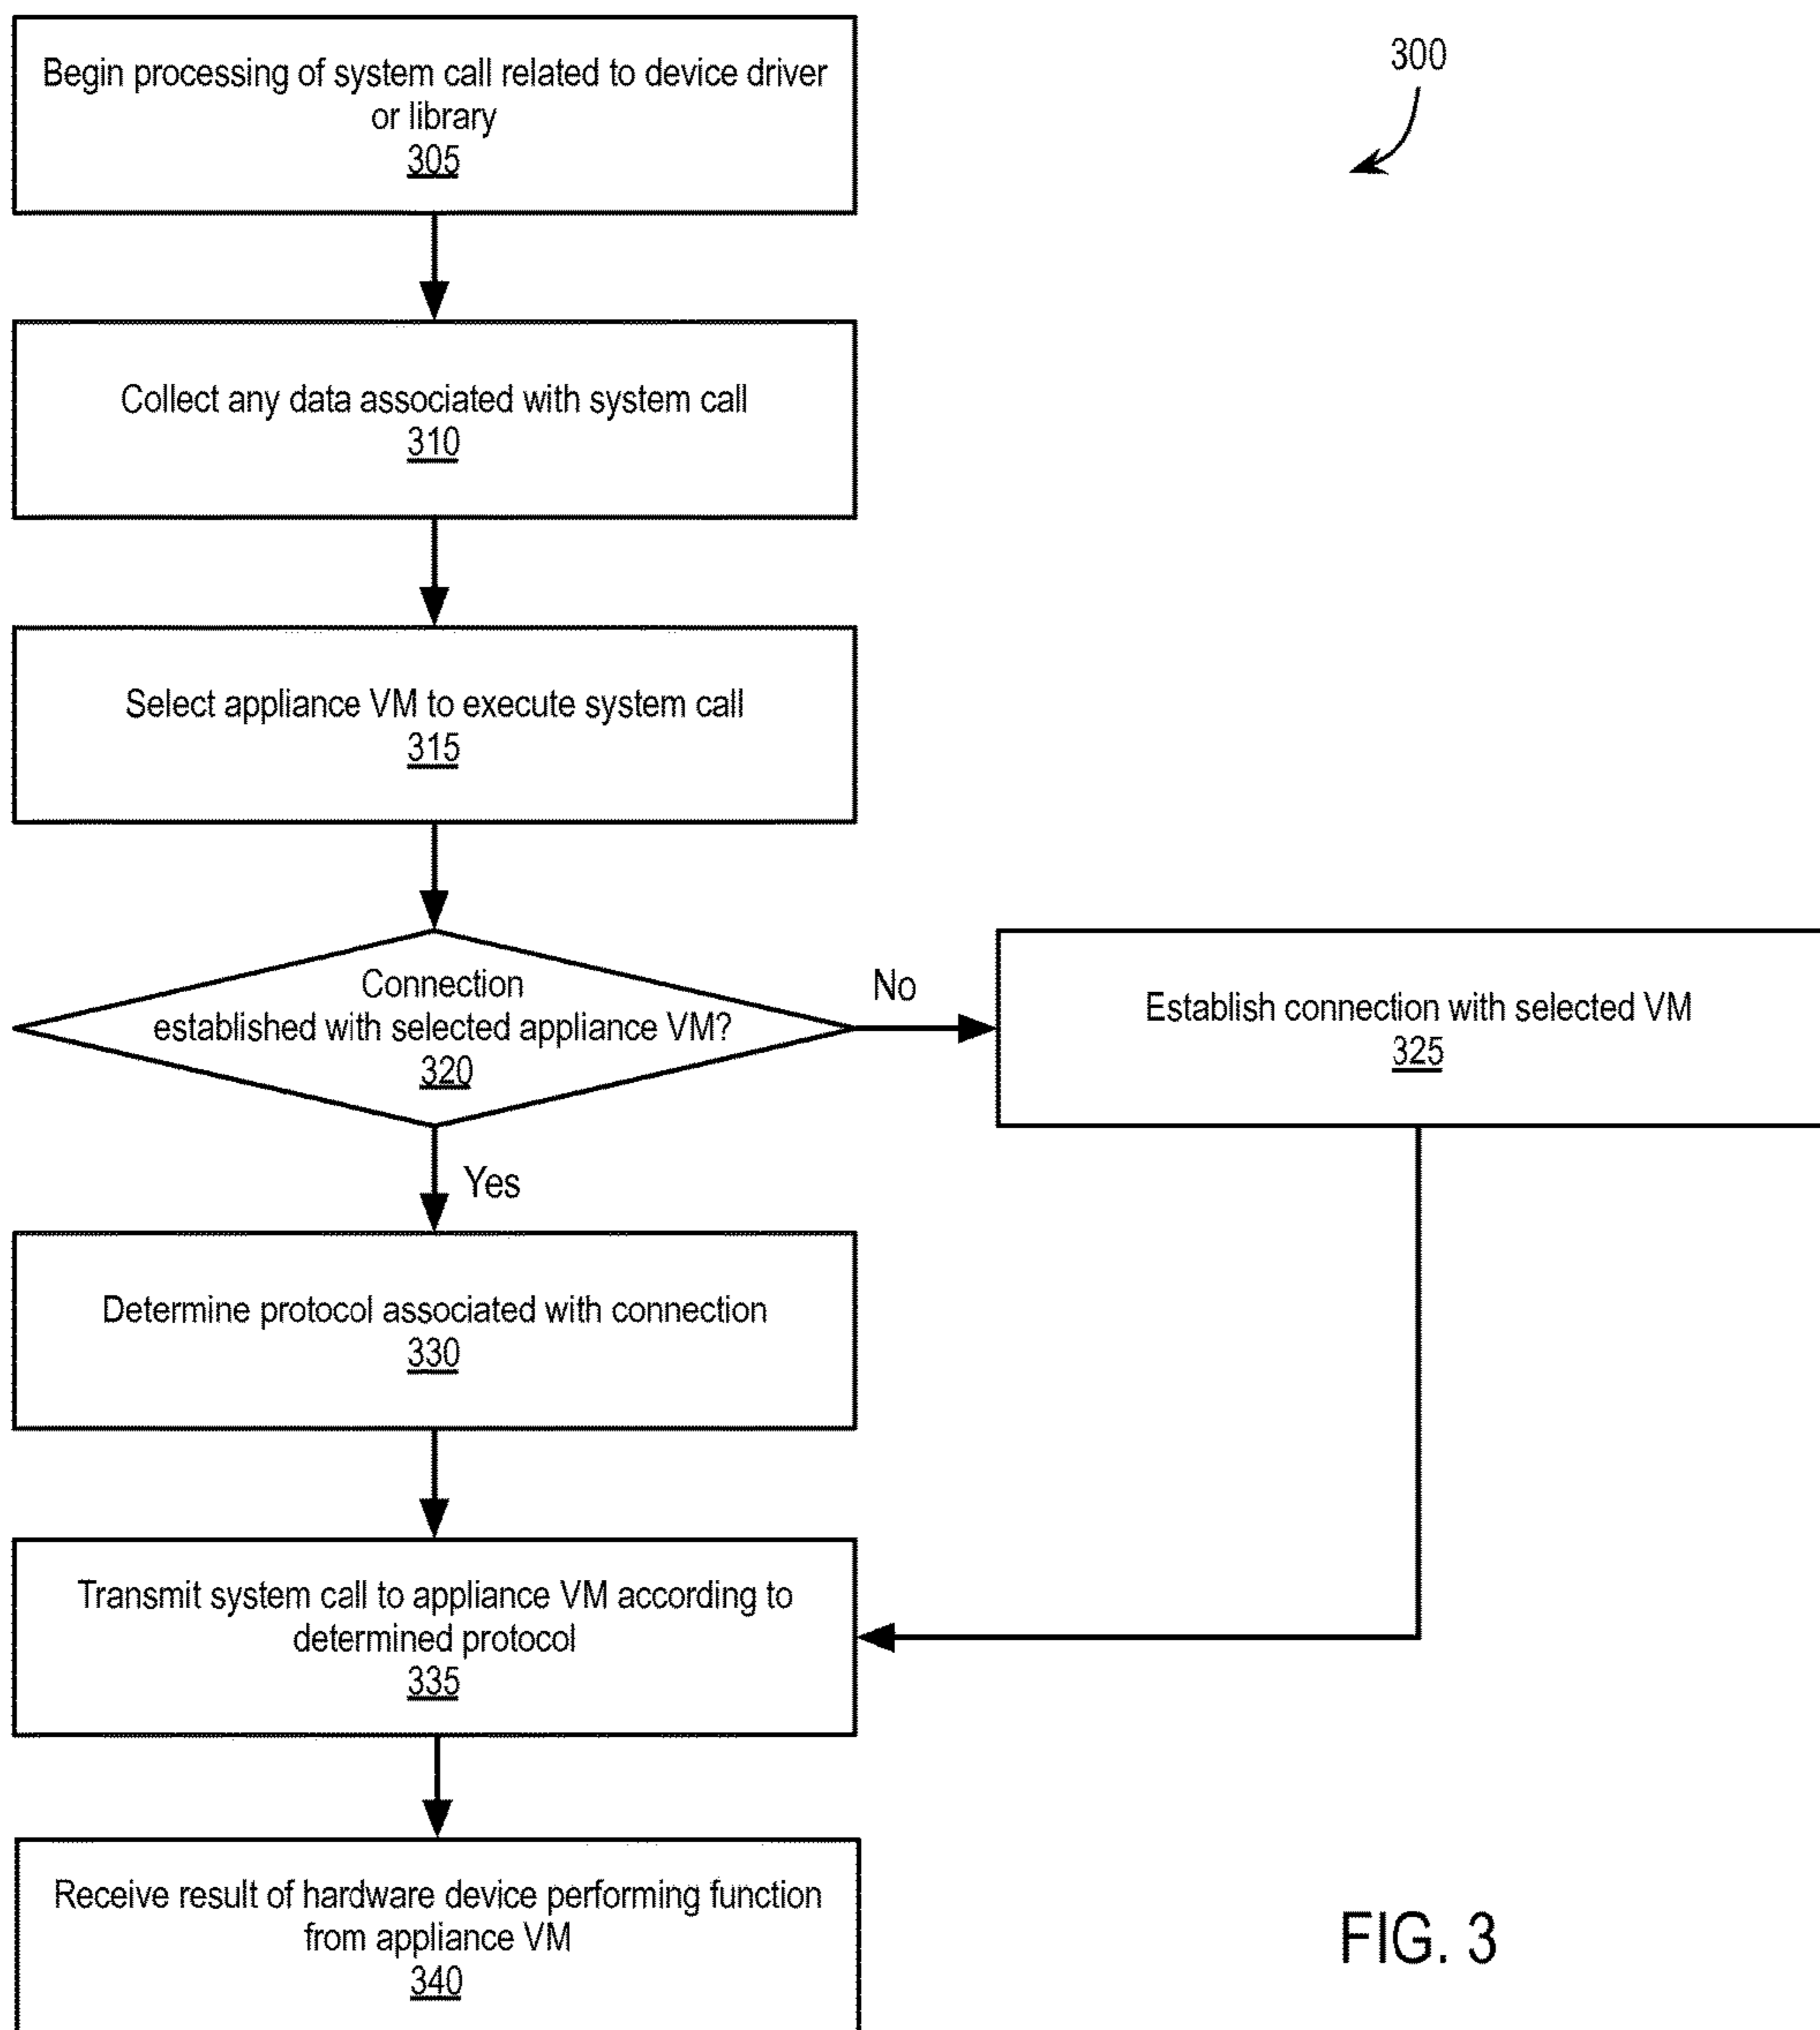 Begin processing of system call related to device driver
or library
305
300
Collect any data associated with system call
310
Select appliance VM to execute system call
315
Connection
established with selected appliance VM?
320
No
Establish connection with selected VM
325
Yes
Determine protocol associated with connection
330
Transmit system call to appliance VM according to
determined protocol
335
Receive result of hardware device performing function
from appliance VM
340
FIG. 3